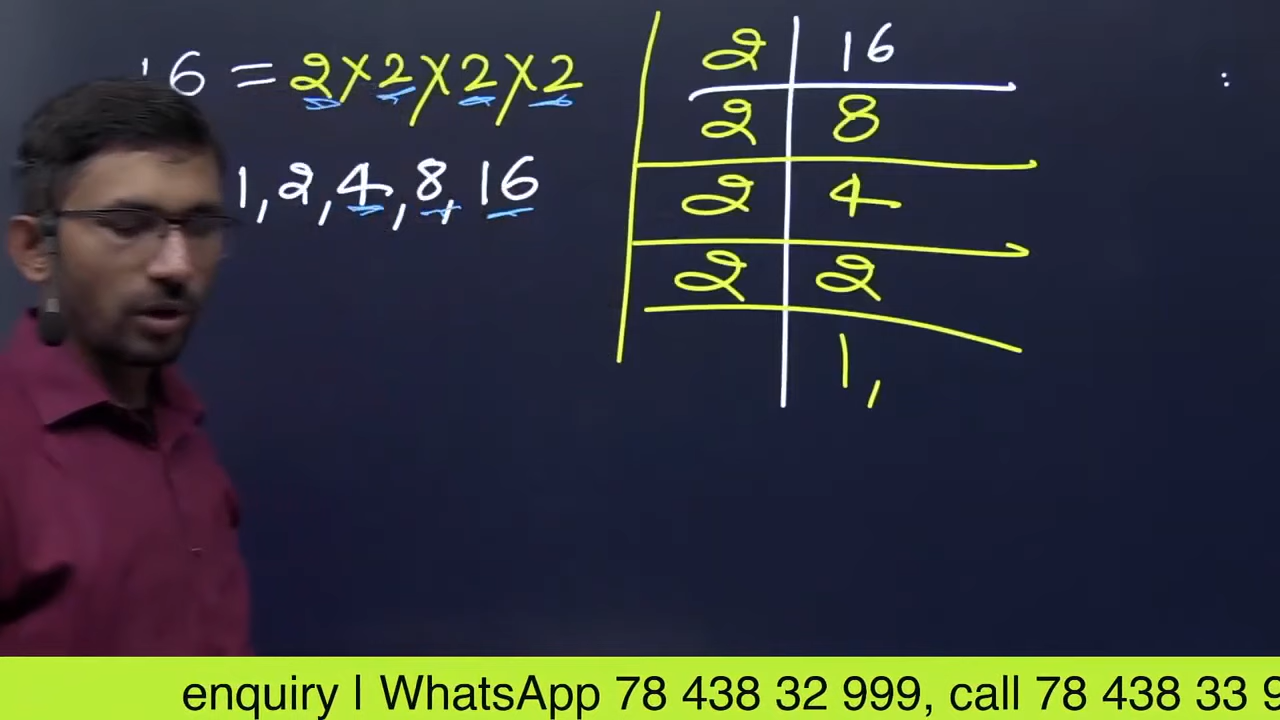 16 = 2×2×2×2
1, 2, 4, 8, 16
2 | 16
2 | 8
2 | 4
2 | 2
1,
:
enquiry | WhatsApp 78 438 32 999, call 78 438 33 9